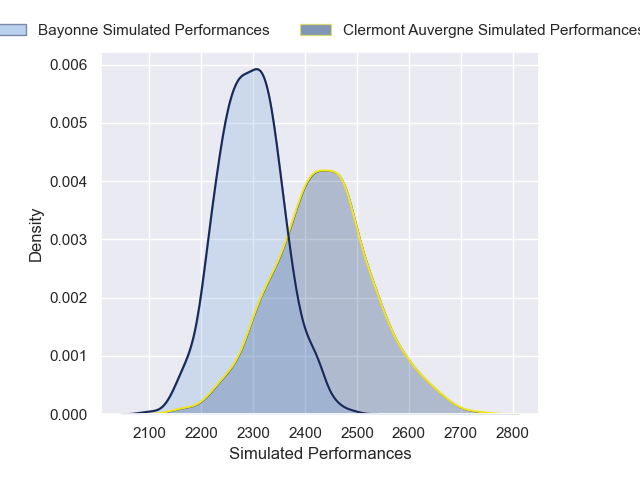 Bayonne Simulated Performances
Clermont Auvergne Simulated Performances
0.006
0.005
0.004
0.003
0.002
0.001
0.000
Density
2100 2200 2300 2400 2500 2600 2700 2800
Simulated Performances